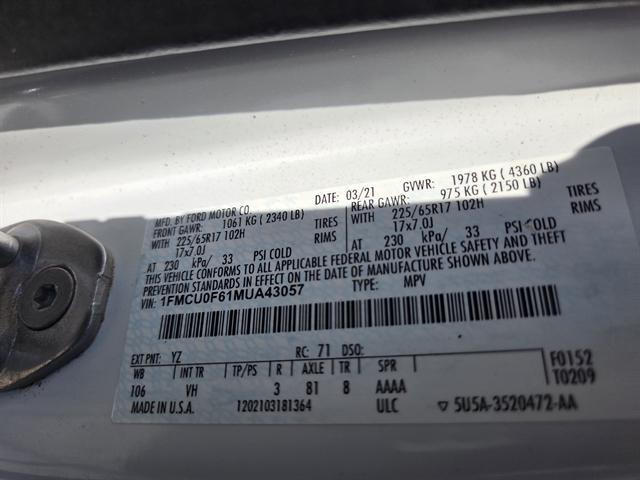 MFD. BY FORD MOTOR CO DATE: 03/21 GVWR: 1978 KG ( 4360 LB)
FRONT GAWR: 1061 KG ( 2340 LB) REAR GAWR: 975 KG ( 2150 LB)
WITH 225/65R17 102H TIRES WITH 225/65R17 102H TIRES
17x7.0J RIMS 17x7.0J RIMS
AT 230 kPa/ 33 PSI COLD AT 230 kPa/ 33 PSI COLD
THIS VEHICLE CONFORMS TO ALL APPLICABLE FEDERAL MOTOR VEHICLE SAFETY AND THEFT
PREVENTION STANDARDS IN EFFECT ON THE DATE OF MANUFACTURE SHOWN ABOVE.
VIN: 1FMCU0F61MUA43057 TYPE: MPV
EXT PNT: YZ RC: 71 DSO: F0152
WB INT TR TP/PS R AXLE TR SPR T0209
106 VH 3 81 8 AAAA
MADE IN U.S.A. 1202103181364 ULC ▽ 5U5A-3520472-AA